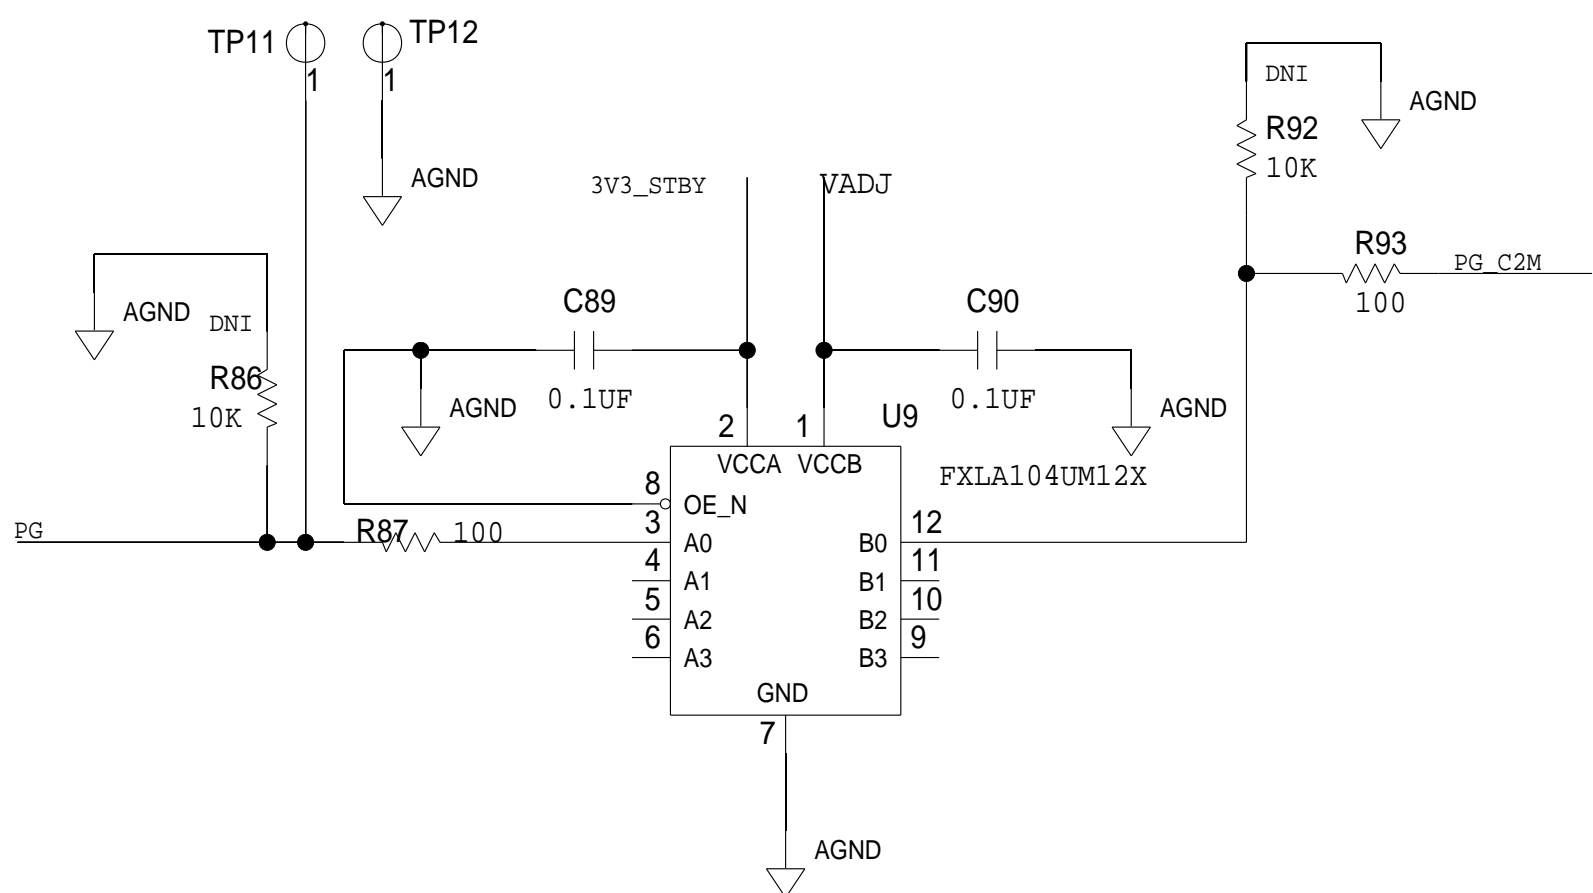 TP11
TP12
1
1
AGND
DNI
R92
10K
AGND
3V3_STBY
VADJ
R93
PG_C2M
100
AGND
DNI
R86
10K
C89
0.1UF
AGND
C90
0.1UF
AGND
2
1
U9
VCCA
VCCB
FXLA104UM12X
8
OE_N
PG
R87
100
3
A0
B0
12
4
A1
B1
11
5
A2
B2
10
6
A3
B3
9
GND
7
AGND